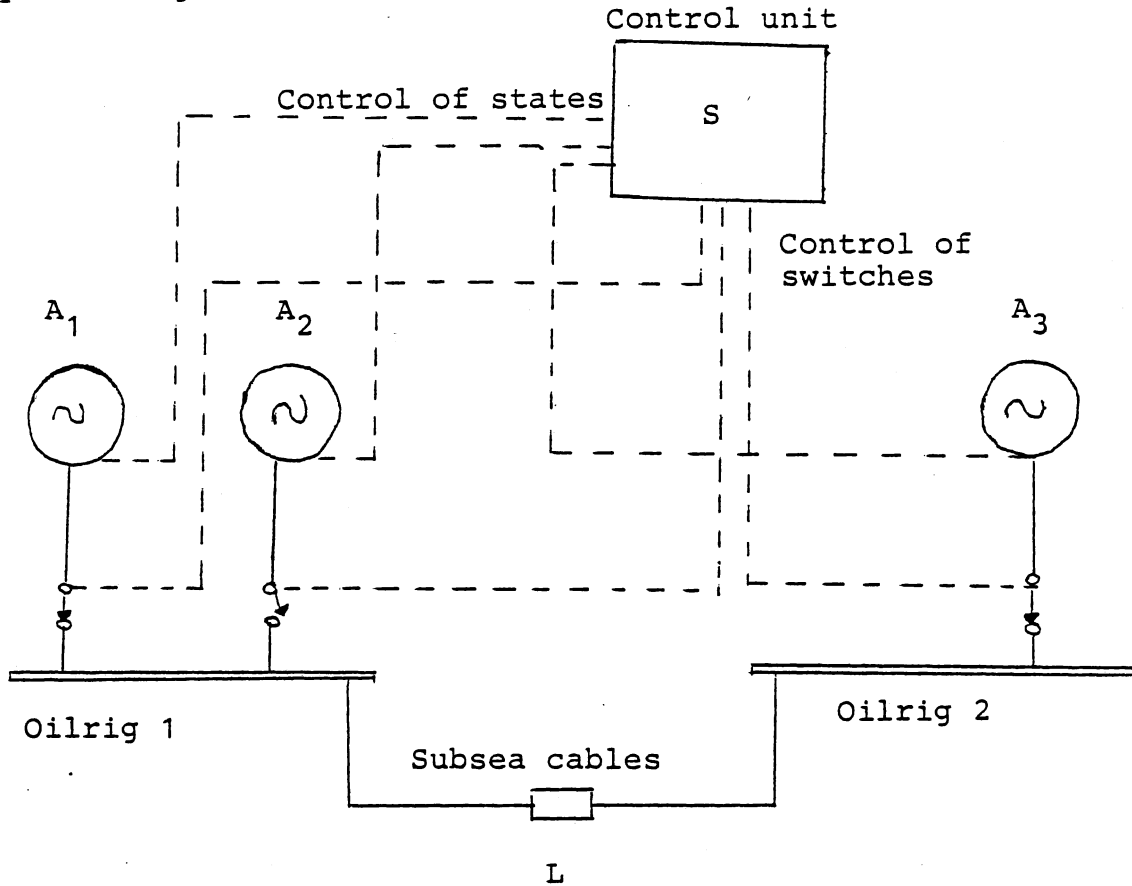 Control unit
Control of states
S
Control of
switches
A1
A2
A3
Oilrig 1
Oilrig 2
Subsea cables
L